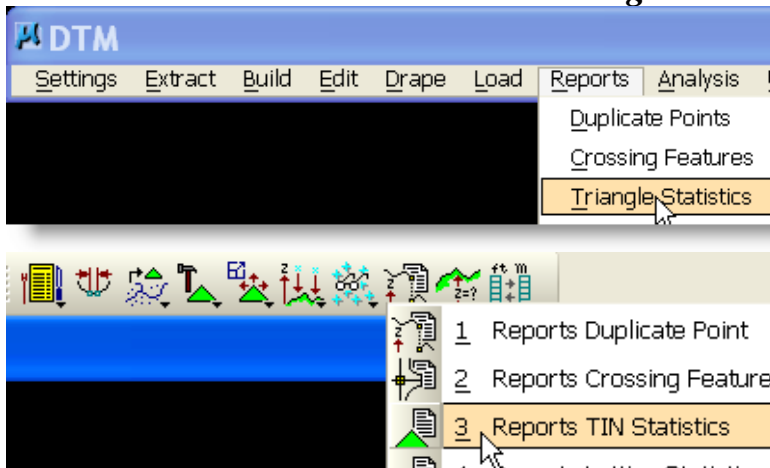 DTM
Settings Extract Build Edit Drape Load Reports Analysis
Duplicate Points
Crossing Features
Triangle Statistics
1 Reports Duplicate Point
2 Reports Crossing Feature
3 Reports TIN Statistics